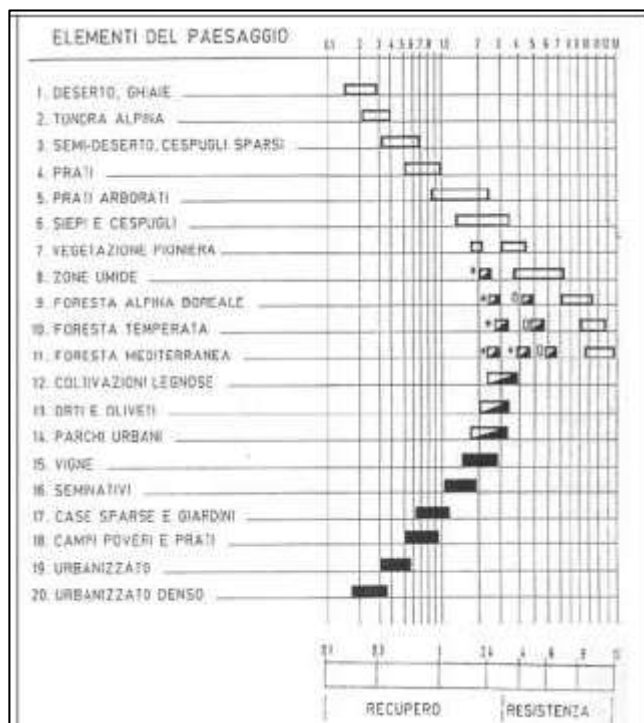 ELEMENTI DEL PAESAGGIO
1. DESERTO, GHIAIE
2. TUNDRA ALPINA
3. SEMI-DESERTO, CESPUGLI SPARSI
4. PRATI
5. PRATI ARBORATI
6. SIEPI E CESPUGLI
7. VEGETAZIONE PIONIERA
8. ZONE UMIDE
9. FORESTA ALPINA BOREALE
10. FORESTA TEMPERATA
11. FORESTA MEDITERRANEA
12. COLTIVAZIONI LEGNOSE
13. ORTI E OLIVETI
14. PARCHI URBANI
15. VIGNE
16. SEMINATIVI
17. CASE SPARSE E GIARDINI
18. CAMPI POVERI E PRATI
19. URBANIZZATO
20. URBANIZZATO DENSO
RECUPERO RESISTENZA